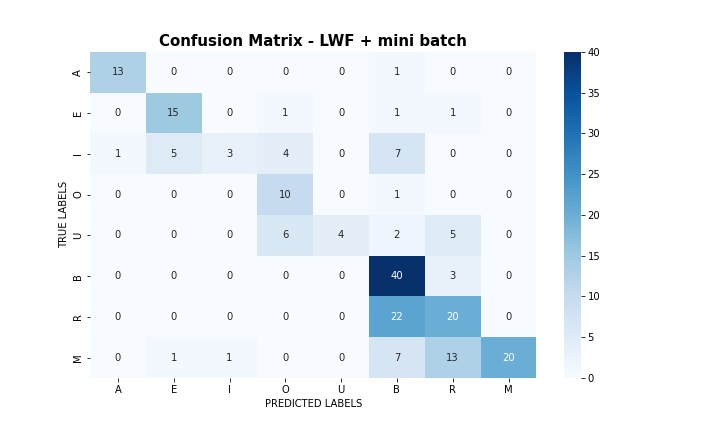 Confusion Matrix - LWF + mini batch
TRUE LABELS
A 13 0 0 0 0 1 0 0
E 0 15 0 1 0 1 1 0
I 1 5 3 4 0 7 0 0
O 0 0 0 10 0 1 0 0
U 0 0 0 6 4 2 5 0
B 0 0 0 0 0 40 3 0
R 0 0 0 0 0 22 20 0
M 0 1 1 0 0 7 13 20
A E I O U B R M
PREDICTED LABELS
40
35
30
25
20
15
10
5
0